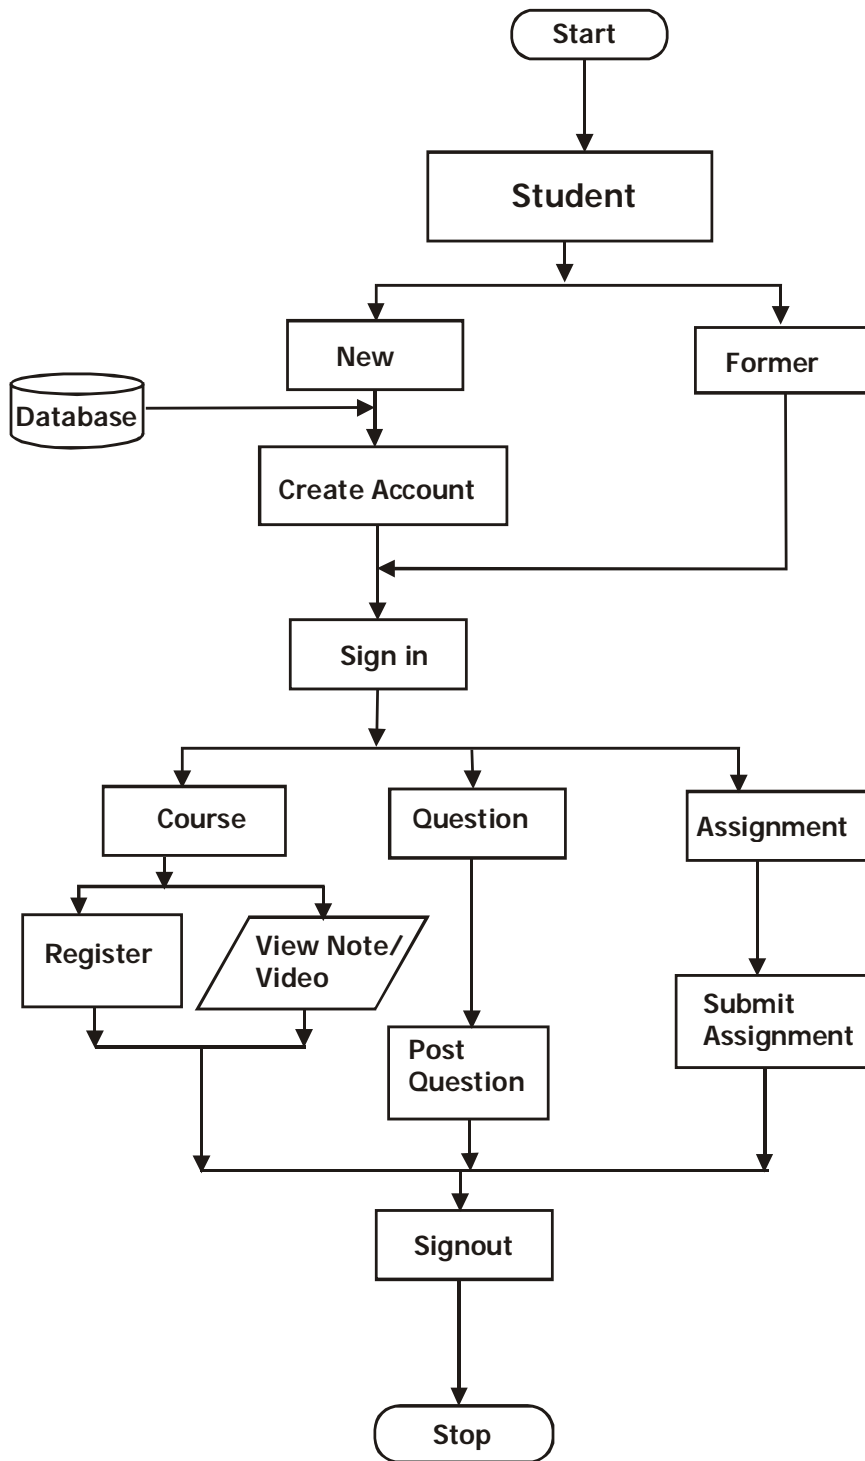 Start
Student
New
Former
Database
Create Account
Sign in
Course
Question
Assignment
Register
View Note/
Video
Submit
Assignment
Post
Question
Signout
Stop